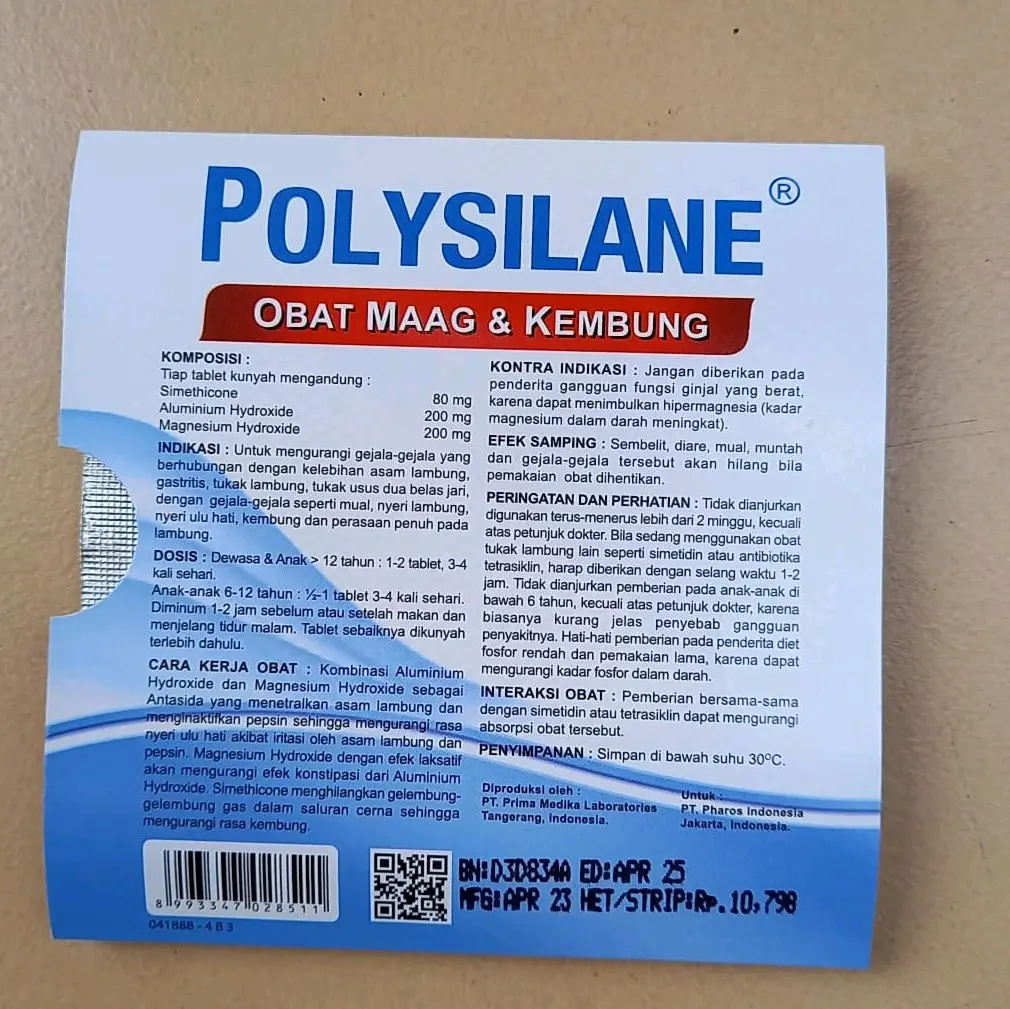 POLYSILANE®
OBAT MAAG & KEMBUNG
KOMPOSISI :
Tiap tablet kunyah mengandung :
Simethicone 80 mg
Aluminium Hydroxide 200 mg
Magnesium Hydroxide 200 mg
INDIKASI : Untuk mengurangi gejala-gejala yang
berhubungan dengan kelebihan asam lambung,
gastritis, tukak lambung, tukak usus dua belas jari,
dengan gejala-gejala seperti mual, nyeri lambung,
nyeri ulu hati, kembung dan perasaan penuh pada
lambung.
DOSIS : Dewasa & Anak > 12 tahun : 1-2 tablet, 3-4
kali sehari.
Anak-anak 6-12 tahun : ½-1 tablet 3-4 kali sehari.
Diminum 1-2 jam sebelum atau setelah makan dan
menjelang tidur malam. Tablet sebaiknya dikunyah
terlebih dahulu.
CARA KERJA OBAT : Kombinasi Aluminium
Hydroxide dan Magnesium Hydroxide sebagai
Antasida yang menetralkan asam lambung dan
menginaktifkan pepsin sehingga mengurangi rasa
nyeri ulu hati akibat iritasi oleh asam lambung dan
pepsin. Magnesium Hydroxide dengan efek laksatif
akan mengurangi efek konstipasi dari Aluminium
Hydroxide. Simethicone menghilangkan gelembung-
gelembung gas dalam saluran cerna sehingga
mengurangi rasa kembung.
KONTRA INDIKASI : Jangan diberikan pada
penderita gangguan fungsi ginjal yang berat,
karena dapat menimbulkan hipermagnesia (kadar
magnesium dalam darah meningkat).
EFEK SAMPING : Sembelit, diare, mual, muntah
dan gejala-gejala tersebut akan hilang bila
pemakaian obat dihentikan.
PERINGATAN DAN PERHATIAN : Tidak dianjurkan
digunakan terus-menerus lebih dari 2 minggu, kecuali
atas petunjuk dokter. Bila sedang menggunakan obat
tukak lambung lain seperti simetidin atau antibiotika
tetrasiklin, harap diberikan dengan selang waktu 1-2
jam. Tidak dianjurkan pemberian pada anak-anak di
bawah 6 tahun, kecuali atas petunjuk dokter, karena
biasanya kurang jelas penyebab gangguan
penyakitnya. Hati-hati pemberian pada penderita diet
fosfor rendah dan pemakaian lama, karena dapat
mengurangi kadar fosfor dalam darah.
INTERAKSI OBAT : Pemberian bersama-sama
dengan simetidin atau tetrasiklin dapat mengurangi
absorpsi obat tersebut.
PENYIMPANAN : Simpan di bawah suhu 30°C.
Diproduksi oleh :
PT. Prima Medika Laboratories
Tangerang, Indonesia.
Untuk :
PT. Pharos Indonesia
Jakarta, Indonesia.
8 993347 028511
041888 - 4 B 3
BN:D3D834A ED:APR 25
MFG:APR 23 HET/STRIP:Rp.10,798